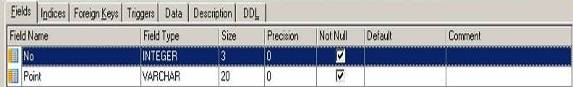 Fields Indices Foreign Keys Triggers Data Description DDL
Field Name Field Type Size Precision Not Null Default Comment
No INTEGER 3 0
Point VARCHAR 20 0